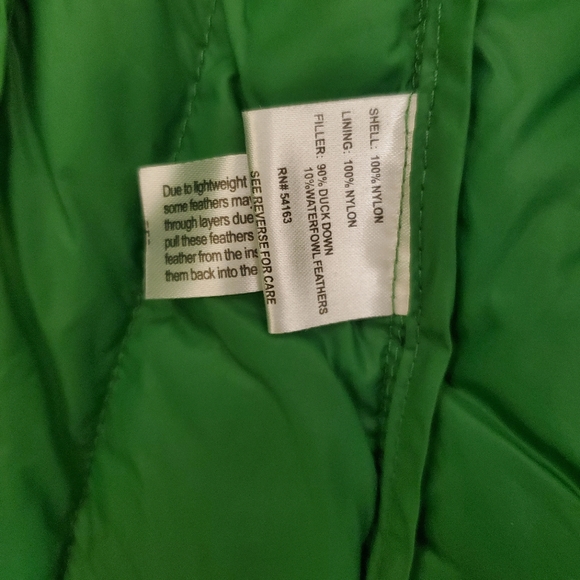 SHELL: 100% NYLON
LINING: 100% NYLON
FILLER: 90% DUCK DOWN
10%WATERFOWL FEATHERS
RN# 54163
SEE REVERSE FOR CARE
Due to lightweight
some feathers may
through layers due
pull these feathers
feather from the
them back into the